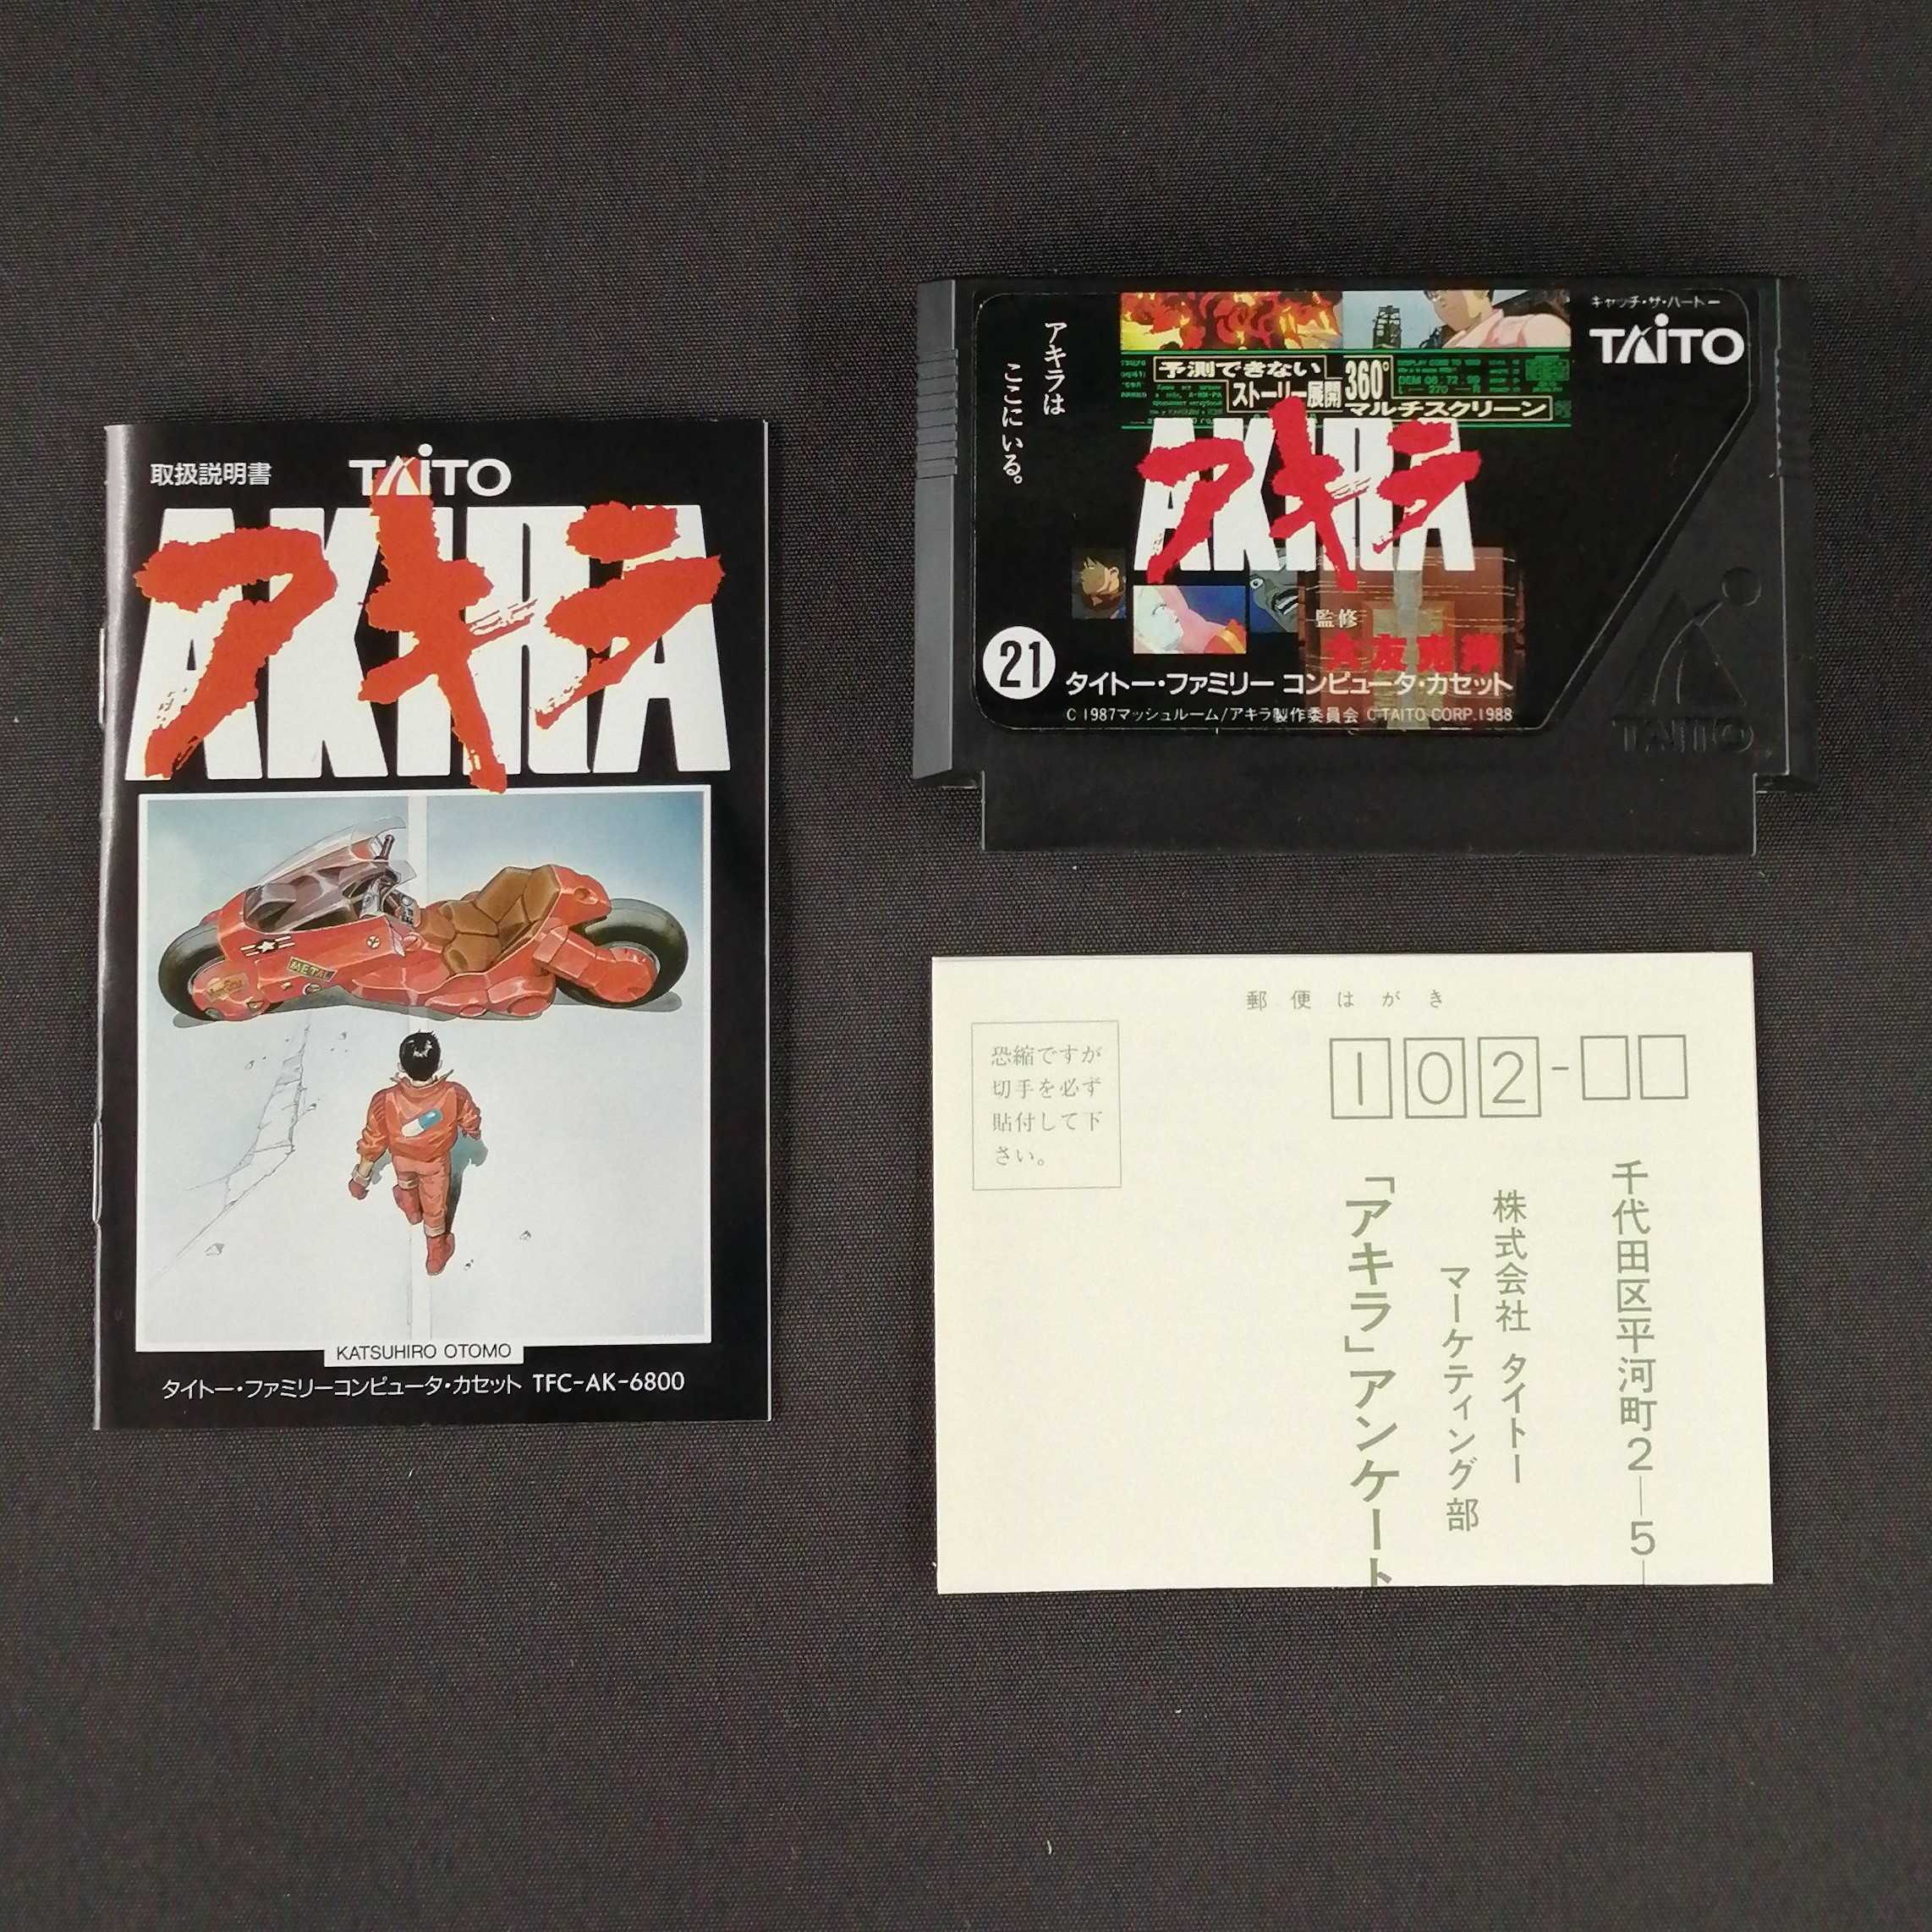 取扱説明書
TAITO
AKIRA
アキラ
METAL
KATSUHIRO OTOMO
タイトー・ファミリーコンピュータ・カセット TFC-AK-6800
アキラは
ここにいる。
キャッチ・ザ・ハート
TAITO
予測できない
ストーリー展開
360°
マルチスクリーン
AKIRA
アキラ
監修
大友克洋
21
タイトー・ファミリー コンピュータ・カセット
C 1987マッシュルーム/アキラ製作委員会 C TAITO CORP.1988
TAITO
郵便はがき
恐縮ですが
切手を必ず
貼付して下
さい。
102-
千代田区平河町2-5-
株式会社 タイトー
マーケティング部
「アキラ」アンケート